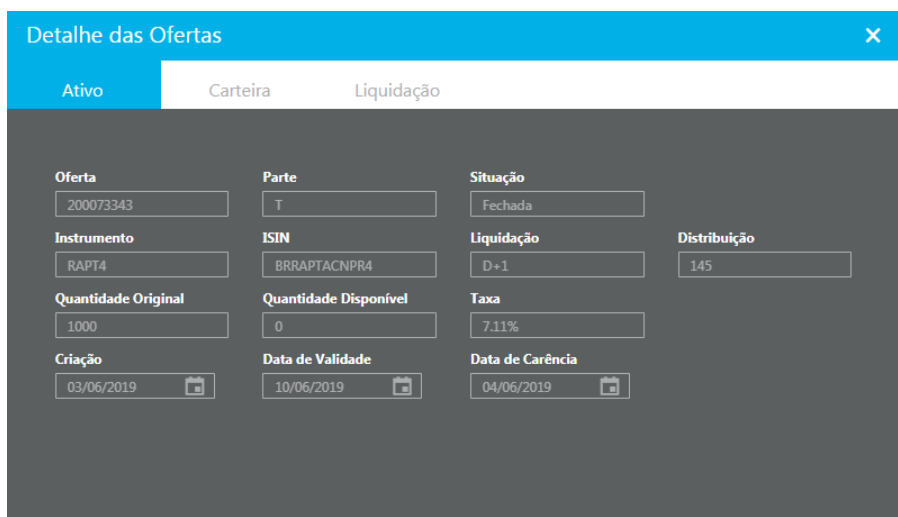 Detalhe das Ofertas
Ativo Carteira Liquidação
Oferta Parte Situação
200073343 T Fechada
Instrumento ISIN Liquidação Distribuição
RAPT4 BRRAPTACNPR4 D+1 145
Quantidade Original Quantidade Disponível Taxa
1000 0 7.11%
Criação Data de Validade Data de Carência
03/06/2019 10/06/2019 04/06/2019